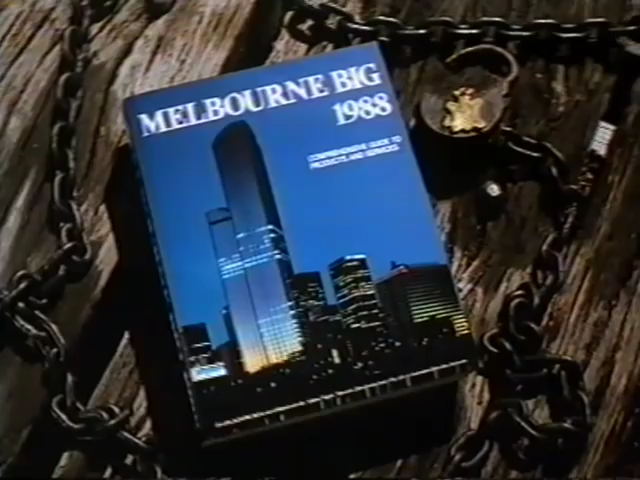 MELBOURNE BIG
1988
COMPREHENSIVE GUIDE TO
PRODUCTS AND SERVICES